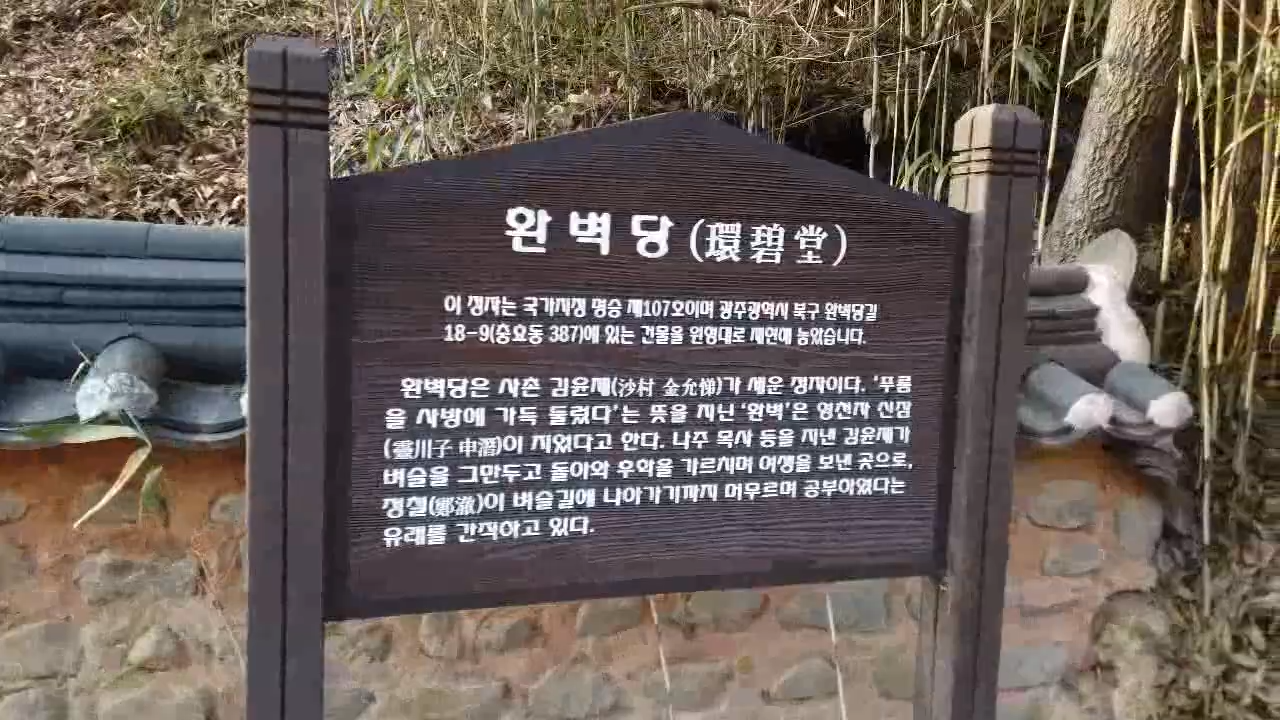 완벽당(環碧堂)
이 정자는 국가지정 명승 제107호이며 광주광역시 북구 환벽당길
18-9(충효동 387)에 있는 건물을 원형대로 재현해 놓았습니다.
환벽당은 사촌 김윤제(沙村 金允悌)가 세운 정자이다. ‘푸름
을 사방에 가득 둘렀다’는 뜻을 지닌 ‘환벽’은 영천자 신잠
(靈川子 申潛)이 지었다고 한다. 나주 목사 등을 지낸 김윤제가
벼슬을 그만두고 돌아와 후학을 가르치며 여생을 보낸 곳으로,
정철(鄭澈)이 벼슬길에 나아가기까지 머무르며 공부하였다는
유래를 간직하고 있다.